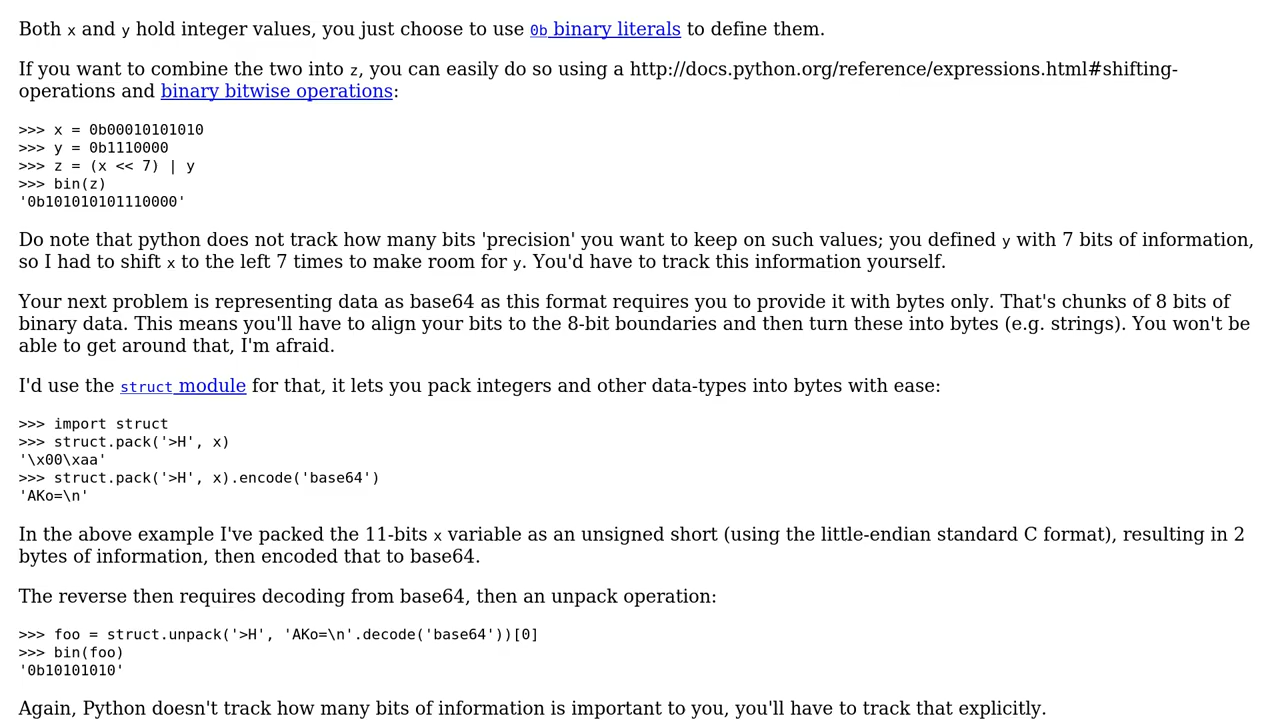 Both x and y hold integer values, you just choose to use 0b binary literals to define them.
If you want to combine the two into z, you can easily do so using a http://docs.python.org/reference/expressions.html#shifting-
operations and binary bitwise operations:
>>> x = 0b00010101010
>>> y = 0b1110000
>>> z = (x << 7) | y
>>> bin(z)
'0b101010101110000'
Do note that python does not track how many bits 'precision' you want to keep on such values; you defined y with 7 bits of information,
so I had to shift x to the left 7 times to make room for y. You'd have to track this information yourself.
Your next problem is representing data as base64 as this format requires you to provide it with bytes only. That's chunks of 8 bits of
binary data. This means you'll have to align your bits to the 8-bit boundaries and then turn these into bytes (e.g. strings). You won't be
able to get around that, I'm afraid.
I'd use the struct module for that, it lets you pack integers and other data-types into bytes with ease:
>>> import struct
>>> struct.pack('>H', x)
'\x00\xaa'
>>> struct.pack('>H', x).encode('base64')
'AKo=\n'
In the above example I've packed the 11-bits x variable as an unsigned short (using the little-endian standard C format), resulting in 2
bytes of information, then encoded that to base64.
The reverse then requires decoding from base64, then an unpack operation:
>>> foo = struct.unpack('>H', 'AKo=\n'.decode('base64'))[0]
>>> bin(foo)
'0b10101010'
Again, Python doesn't track how many bits of information is important to you, you'll have to track that explicitly.